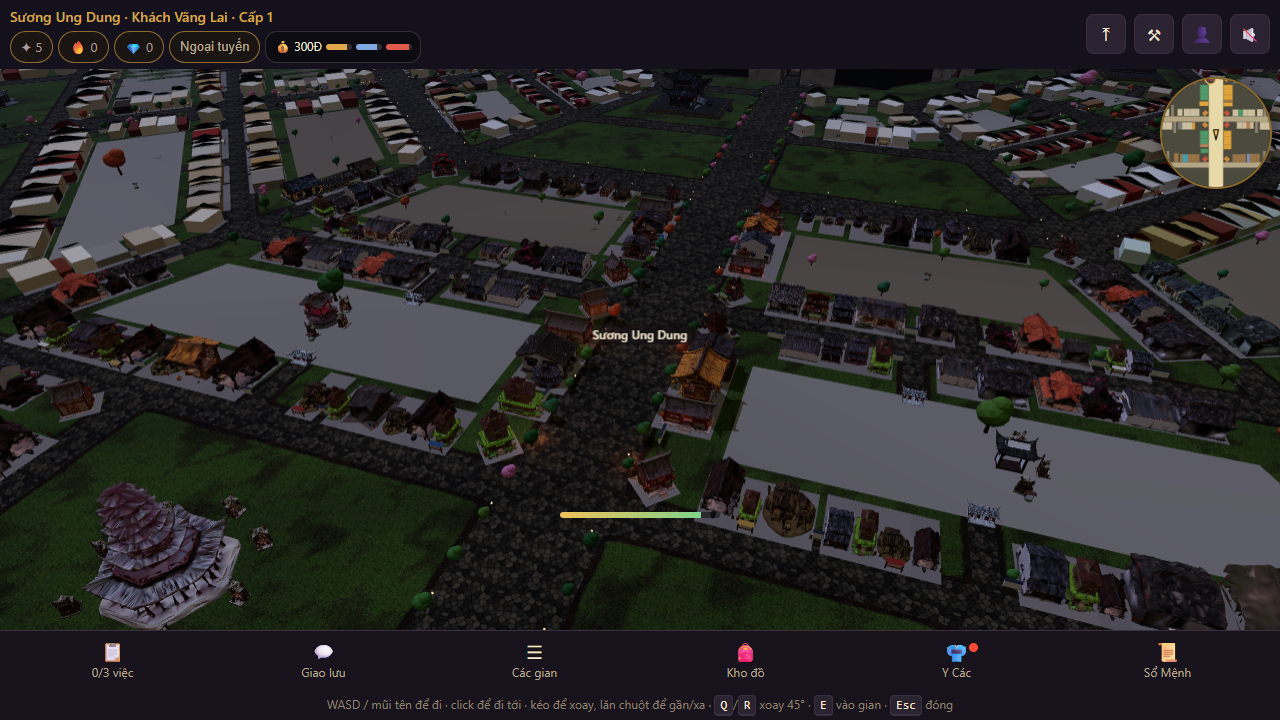 Sương Ung Dung · Khách Vãng Lai · Cấp 1
5
0
0
Ngoại tuyến
300Đ
Sương Ung Dung
0/3 việc
Giao lưu
Các gian
Kho đồ
Y Các
Sổ Mệnh
WASD / mũi tên để đi · click để đi tới · kéo để xoay, lăn chuột để gần/xa · Q / R xoay 45° · E vào gian · Esc đóng